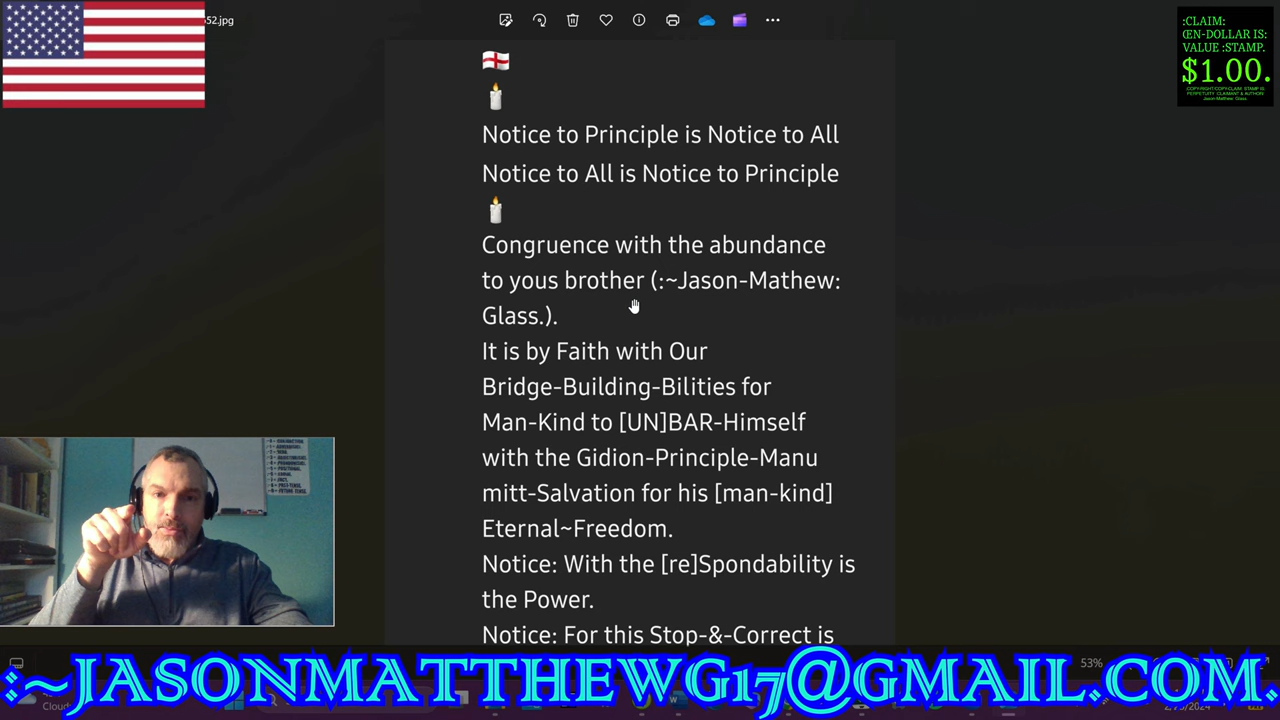 52.jpg
:CLAIM:
ŒN-DOLLAR IS:
VALUE :STAMP.
$1.00.
Notice to Principle is Notice to All
Notice to All is Notice to Principle
Congruence with the abundance
to yous brother (:~Jason-Mathew:
Glass.).
It is by Faith with Our
Bridge-Building-Bilities for
Man-Kind to [UN]BAR-Himself
with the Gidion-Principle-Manu
mitt-Salvation for his [man-kind]
Eternal~Freedom.
Notice: With the [re]Spondability is
the Power.
Notice: For this Stop-&-Correct is
53%
:~JASONMATTHEWG17@GMAIL.COM.